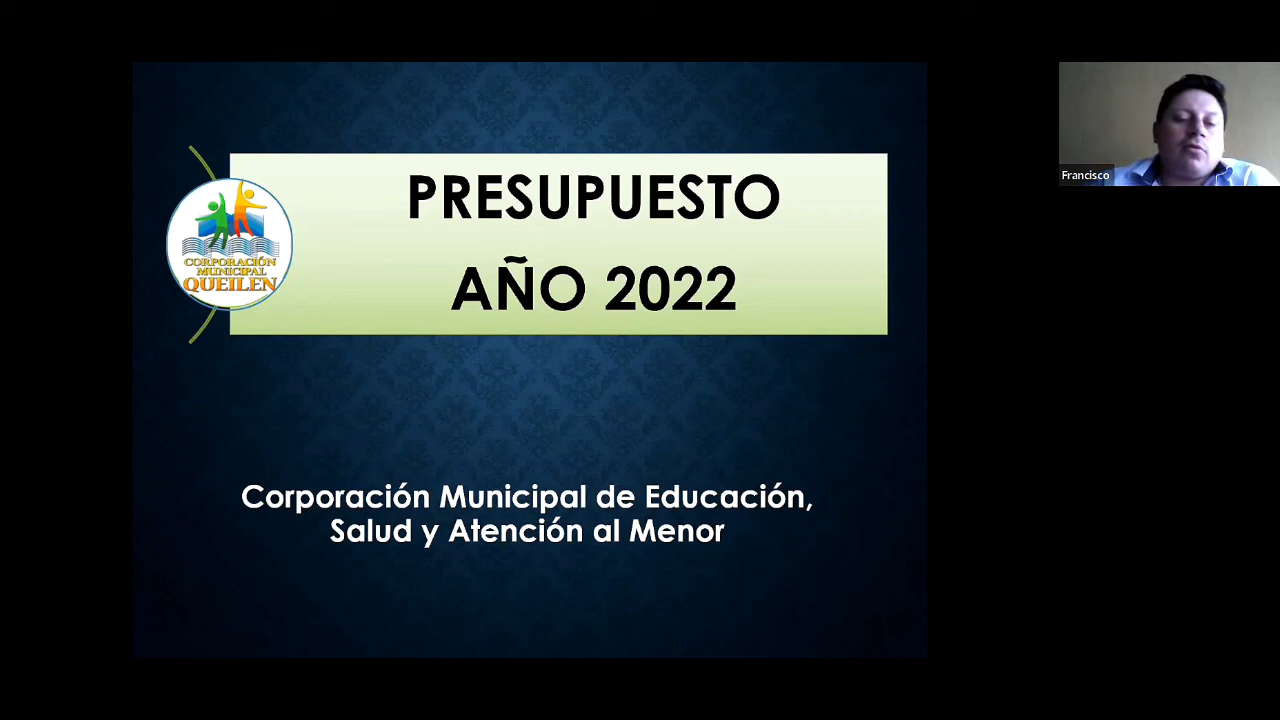 PRESUPUESTO
AÑO 2022
CORPORACIÓN
MUNICIPAL
QUEILEN
Corporación Municipal de Educación,
Salud y Atención al Menor
Francisco